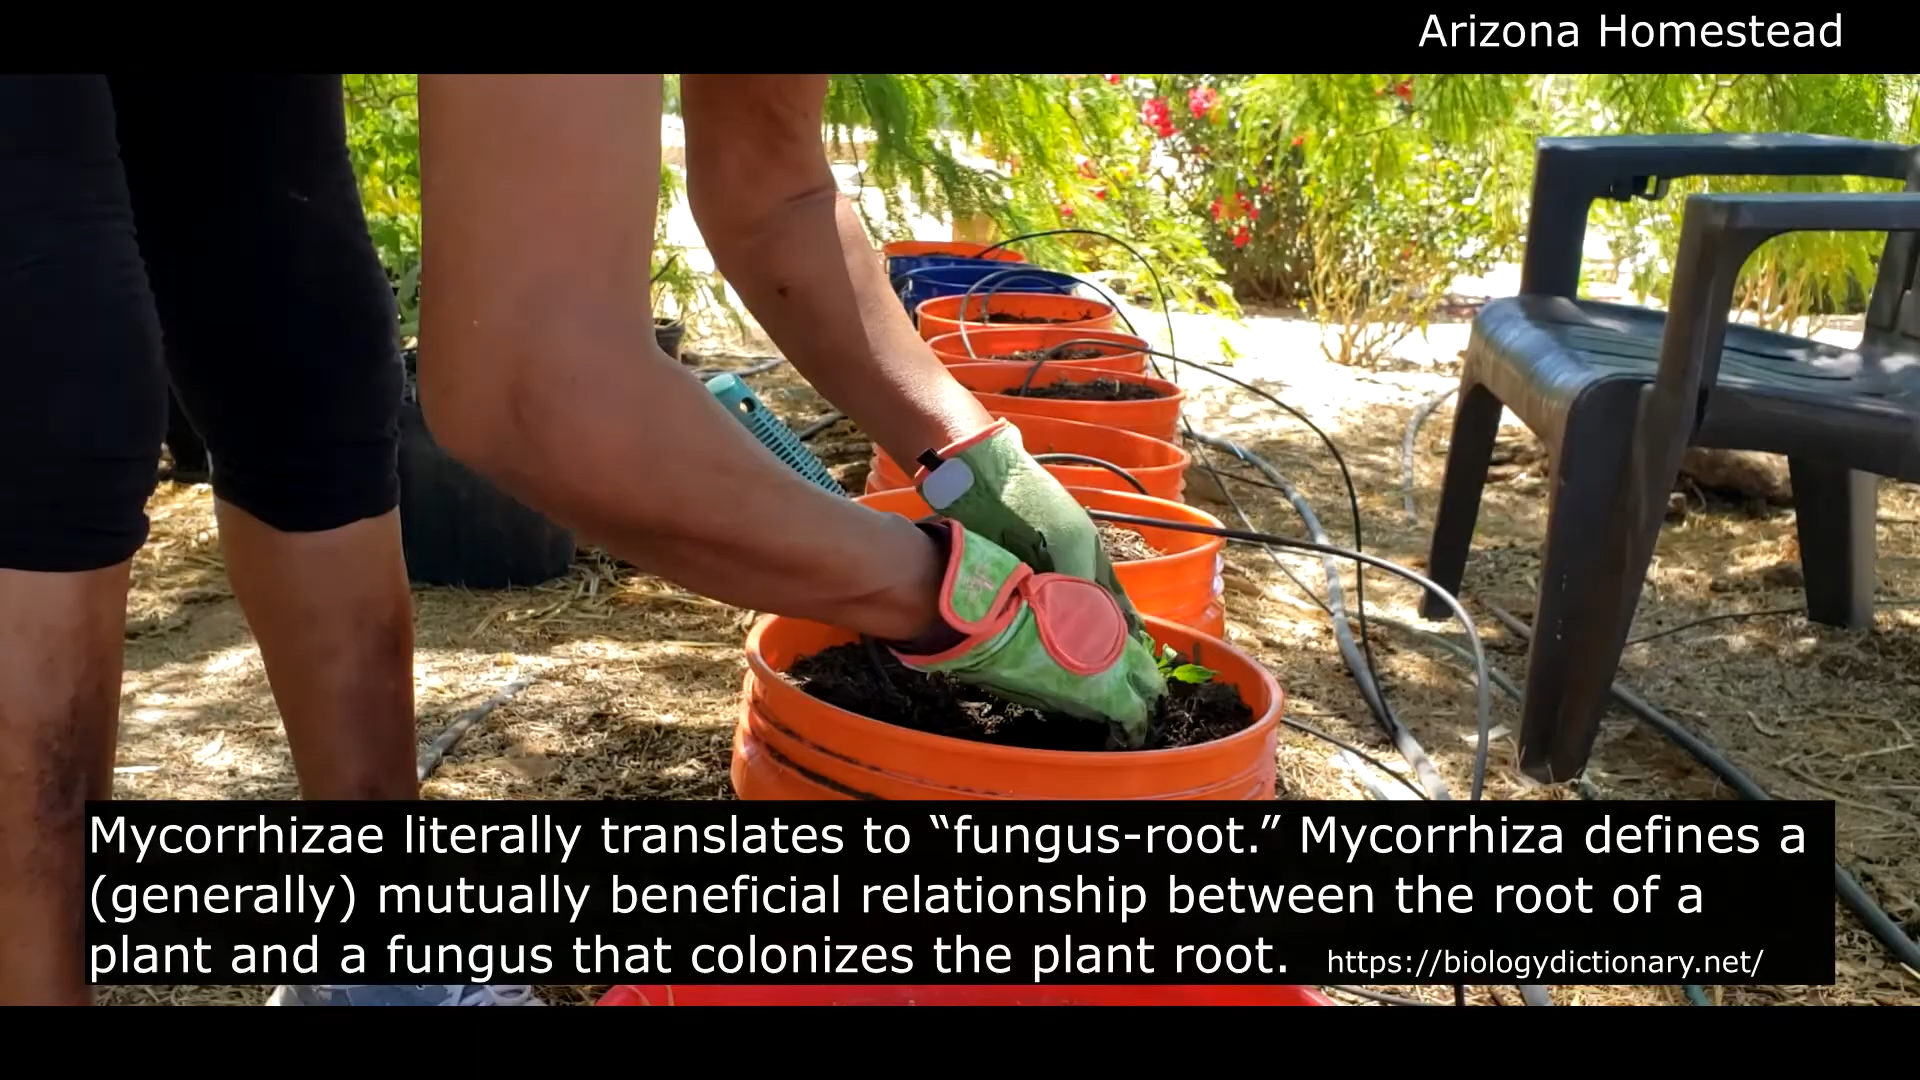 Arizona Homestead
Mycorrhizae literally translates to “fungus-root.” Mycorrhiza defines a
(generally) mutually beneficial relationship between the root of a
plant and a fungus that colonizes the plant root. https://biologydictionary.net/